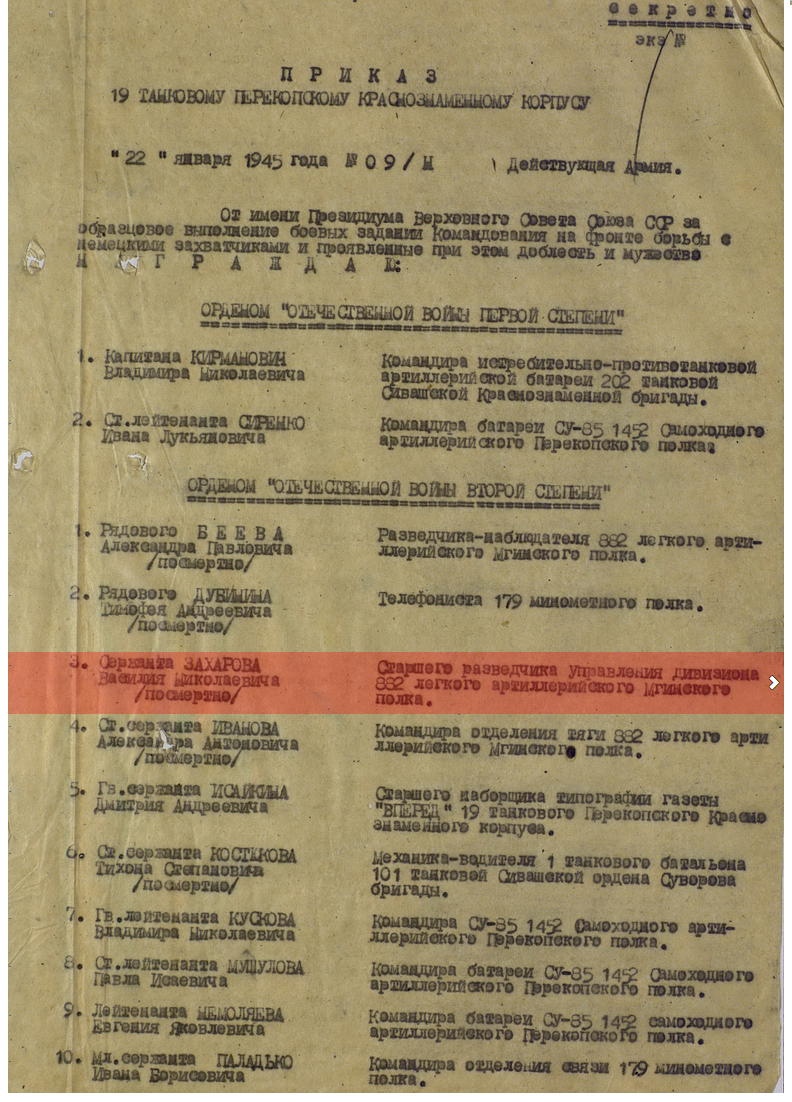 секретно
экз №
ПРИКАЗ
19 ТАНКОВОМУ ПЕРЕКОПСКОМУ КРАСНОЗНАМЕННОМУ КОРПУСУ
"22" января 1945 года № 09/Н Действующая Армия.
От имени Президиума Верховного Совета Союза ССР за
образцовое выполнение боевых заданий Командования на фронте борьбы с
немецкими захватчиками и проявленные при этом доблесть и мужество
НАГРАЖДАЮ:
ОРДЕНОМ "ОТЕЧЕСТВЕННОЙ ВОЙНЫ ПЕРВОЙ СТЕПЕНИ"
1. Капитана КИРМАНОВИЧ Командира истребительно-противотанковой
Владимира Николаевича артиллерийской батареи 202 танковой
Сивашской Краснознаменной бригады.
2. Ст.лейтенанта СИРЕНКО Командира батареи СУ-85 1452 Самоходного
Ивана Лукьяновича артиллерийского Перекопского полка.
ОРДЕНОМ "ОТЕЧЕСТВЕННОЙ ВОЙНЫ ВТОРОЙ СТЕПЕНИ"
1. Рядового БЕЕВА Разведчика-наблюдателя 882 легкого арти-
Александра Павловича ллерийского Мгинского полка.
/посмертно/
2. Рядового ДУБИНИНА Телефониста 179 минометного полка.
Тимофея Андреевича
/посмертно/
3. Сержанта ЗАХАРОВА Старшего разведчика управления дивизиона
Василия Николаевича 882 легкого артиллерийского Мгинского
/посмертно/ полка.
4. Ст.сержанта ИВАНОВА Командира отделения тяги 882 легкого арти
Александра Антоновича ллерийского Мгинского полка.
/посмертно/
5. Гв.сержанта ИСАЙКИНА Старшего наборщика типографии газеты
Дмитрия Андреевича "ВПЕРЕД" 19 танкового Перекопского Красно
знаменного корпуса.
6. Ст.сержанта КОСТЯКОВА Механика-водителя 1 танкового батальона
Тихона Степановича 101 танковой Сивашской ордена Суворова
/посмертно/ бригады.
7. Гв.лейтенанта КУСКОВА Командира СУ-85 1452 Самоходного арти-
Владимира Николаевича ллерийского Перекопского полка.
8. Ст.лейтенанта МУШУЛОВА Командира батареи СУ-85 1452 Самоходного
Павла Исаевича артиллерийского Перекопского полка.
9. Лейтенанта НЕМОЛЯЕВА Командира батареи СУ-85 1452 самоходного
Евгения Яковлевича артиллерийского Перекопского полка.
10. Мл.сержанта ПАЛАДЬКО Командира отделения связи 179 минометного
Ивана Борисовича полка.